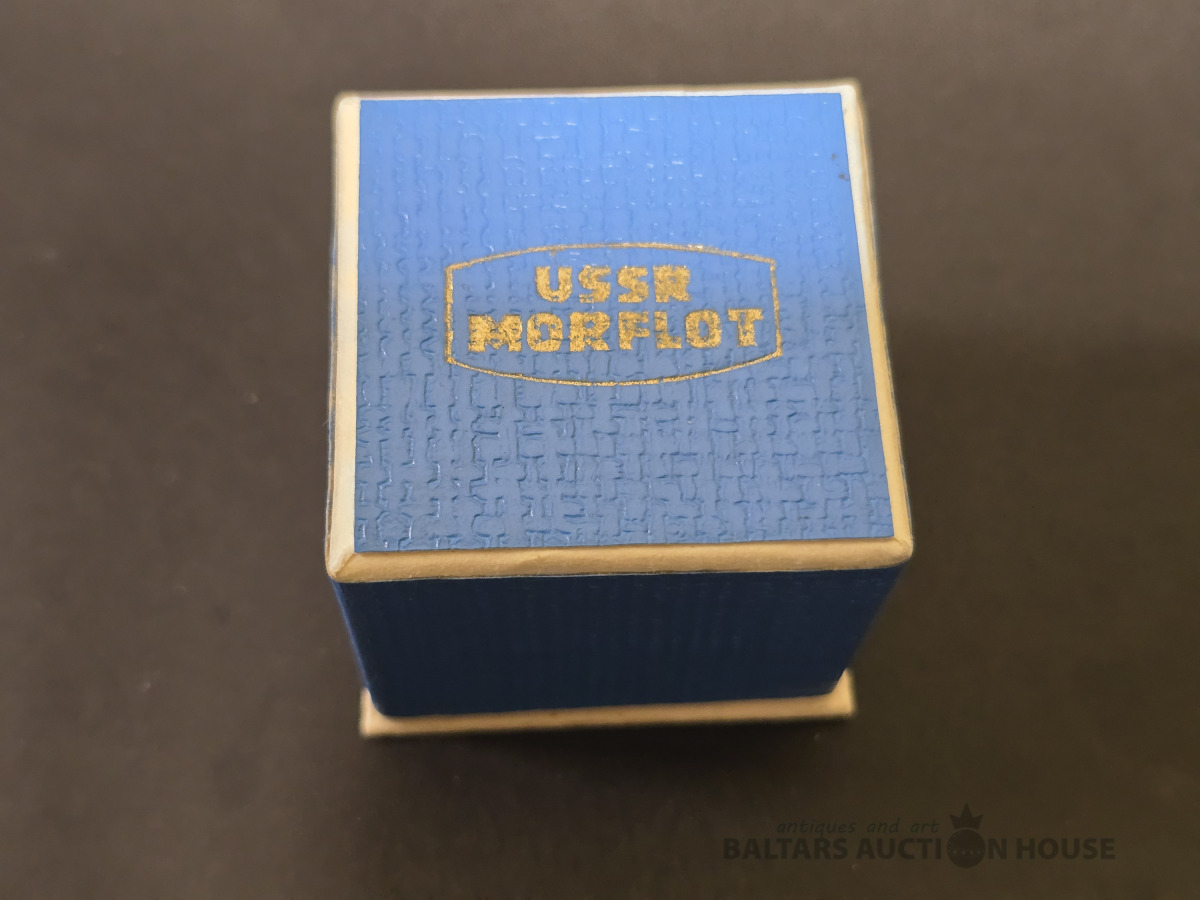 USSR
MORFLOT
antiques and art
BALTARS AUCTION HOUSE